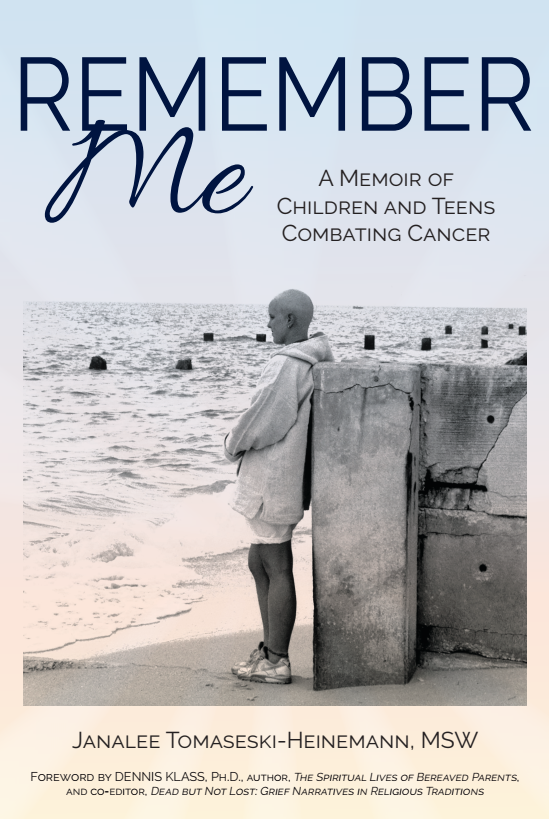 REMEMBER
Me
A Memoir of
Children and Teens
Combating Cancer
Janalee Tomaseski-Heinemann, MSW
Foreword by DENNIS KLASS, Ph.D., author, The Spiritual Lives of Bereaved Parents,
and co-editor, Dead but Not Lost: Grief Narratives in Religious Traditions